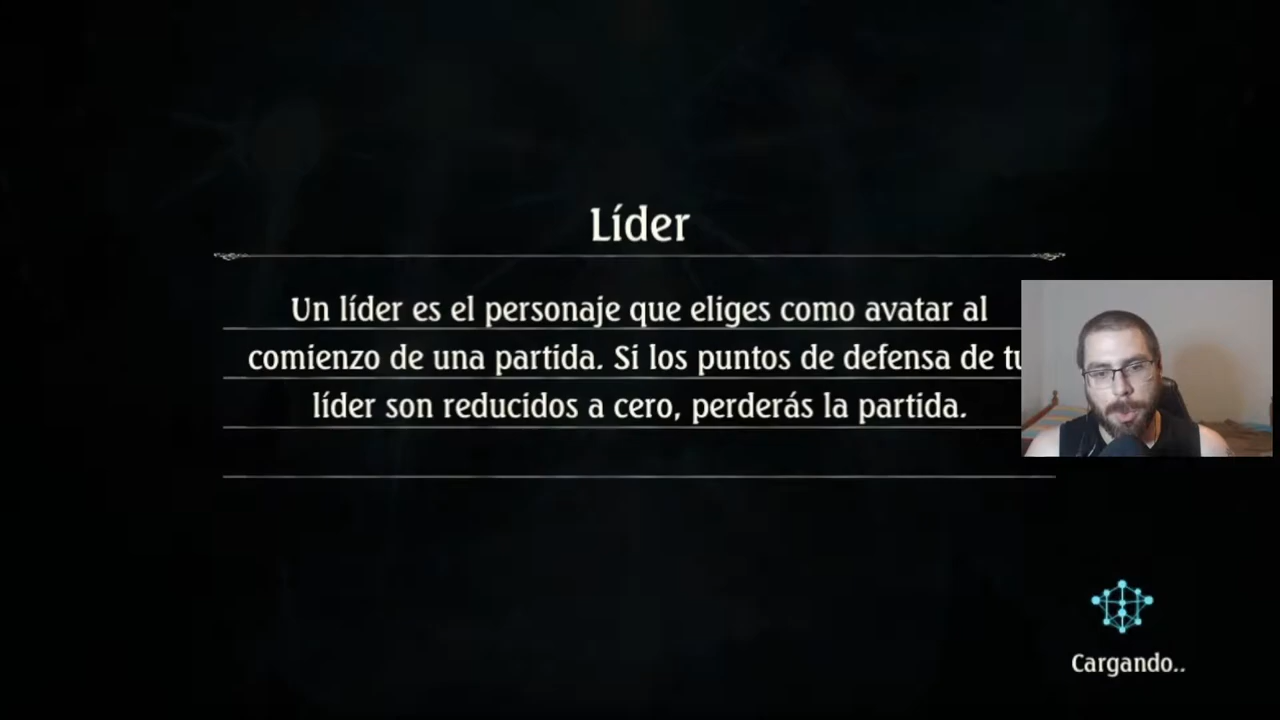 Líder
Un líder es el personaje que eliges como avatar al
comienzo de una partida. Si los puntos de defensa de tu
líder son reducidos a cero, perderás la partida.
Cargando..